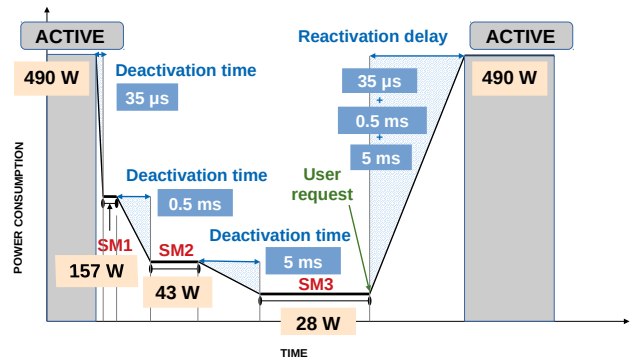 ACTIVE
Reactivation delay
ACTIVE
490 W
Deactivation time
35 µs
35 µs
+
0.5 ms
+
5 ms
490 W
Deactivation time
0.5 ms
User
request
Deactivation time
5 ms
SM1
157 W
SM2
43 W
SM3
28 W
POWER CONSUMPTION
TIME